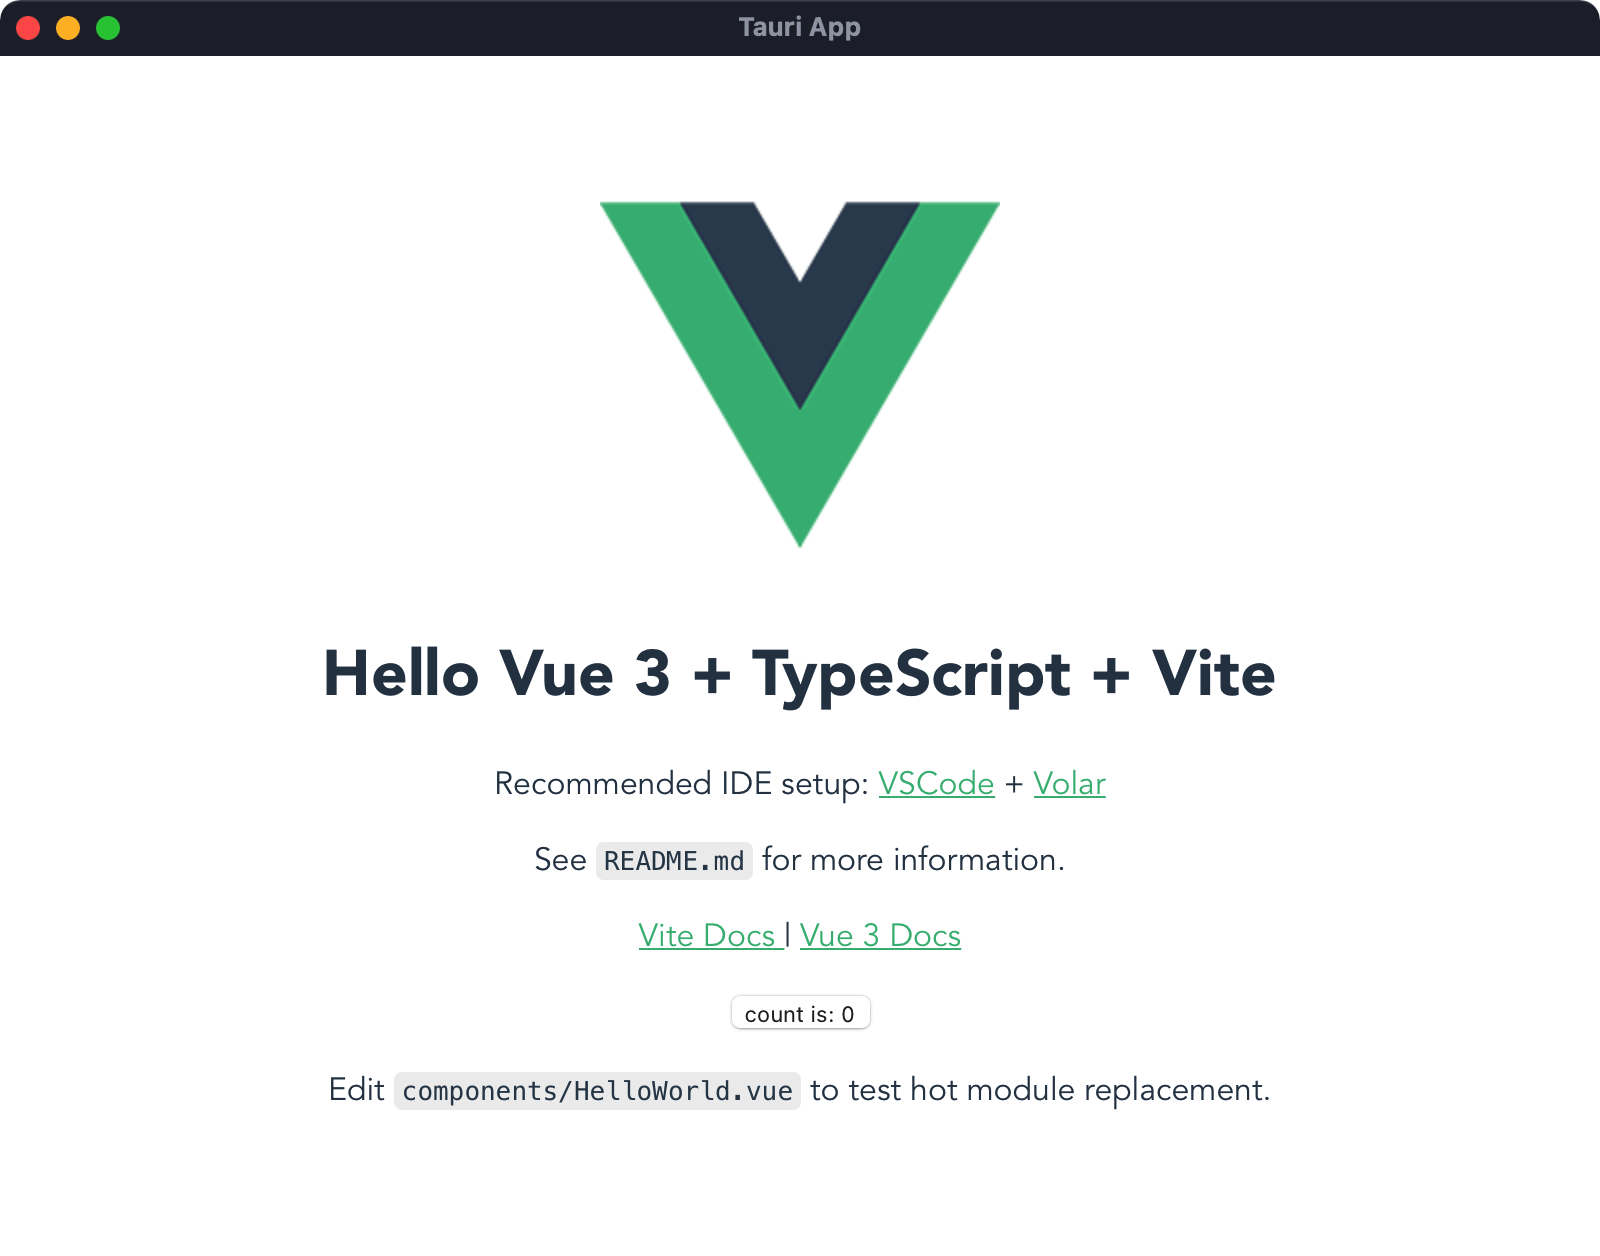 Tauri App
Hello Vue 3 + TypeScript + Vite
Recommended IDE setup: VSCode + Volar
See README.md for more information.
Vite Docs | Vue 3 Docs
count is: 0
Edit components/HelloWorld.vue to test hot module replacement.